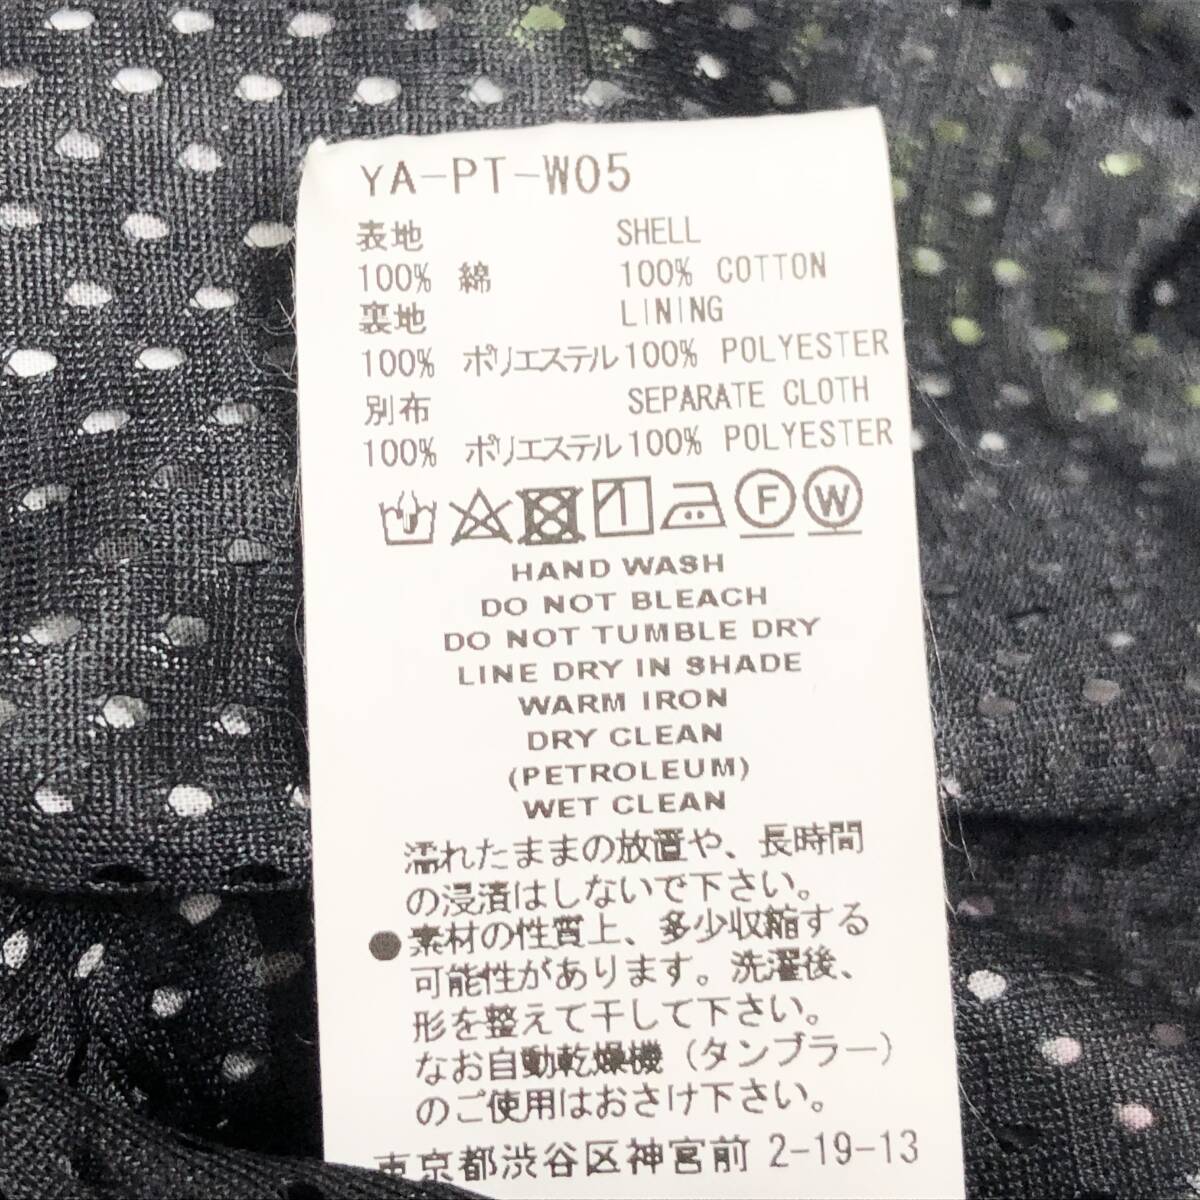 YA-PT-W05
表地 SHELL
100% 綿 100% COTTON
裏地 LINING
100% ポリエステル 100% POLYESTER
別布 SEPARATE CLOTH
100% ポリエステル 100% POLYESTER
F W
HAND WASH
DO NOT BLEACH
DO NOT TUMBLE DRY
LINE DRY IN SHADE
WARM IRON
DRY CLEAN
(PETROLEUM)
WET CLEAN
濡れたままの放置や、長時間
の浸漬はしないで下さい。
●素材の性質上、多少収縮する
可能性があります。洗濯後、
形を整えて干して下さい。
なお自動乾燥機（タンブラー）
のご使用はおさけ下さい。
東京都渋谷区神宮前 2-19-13